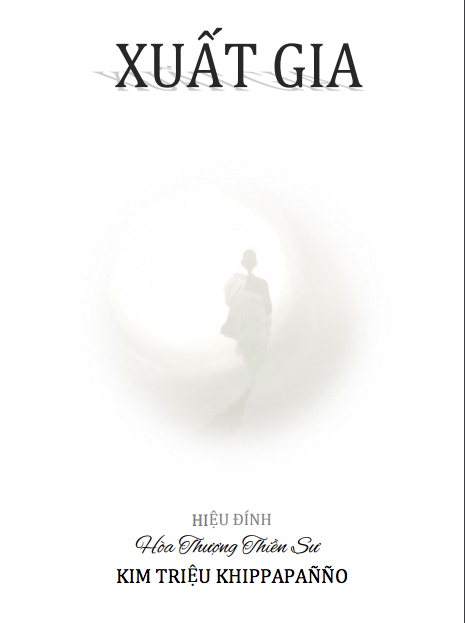 XUẤT GIA
HIỆU ĐÍNH
Hòa Thượng Thiền Sư
KIM TRIỆU KHIPPAPAÑÑO